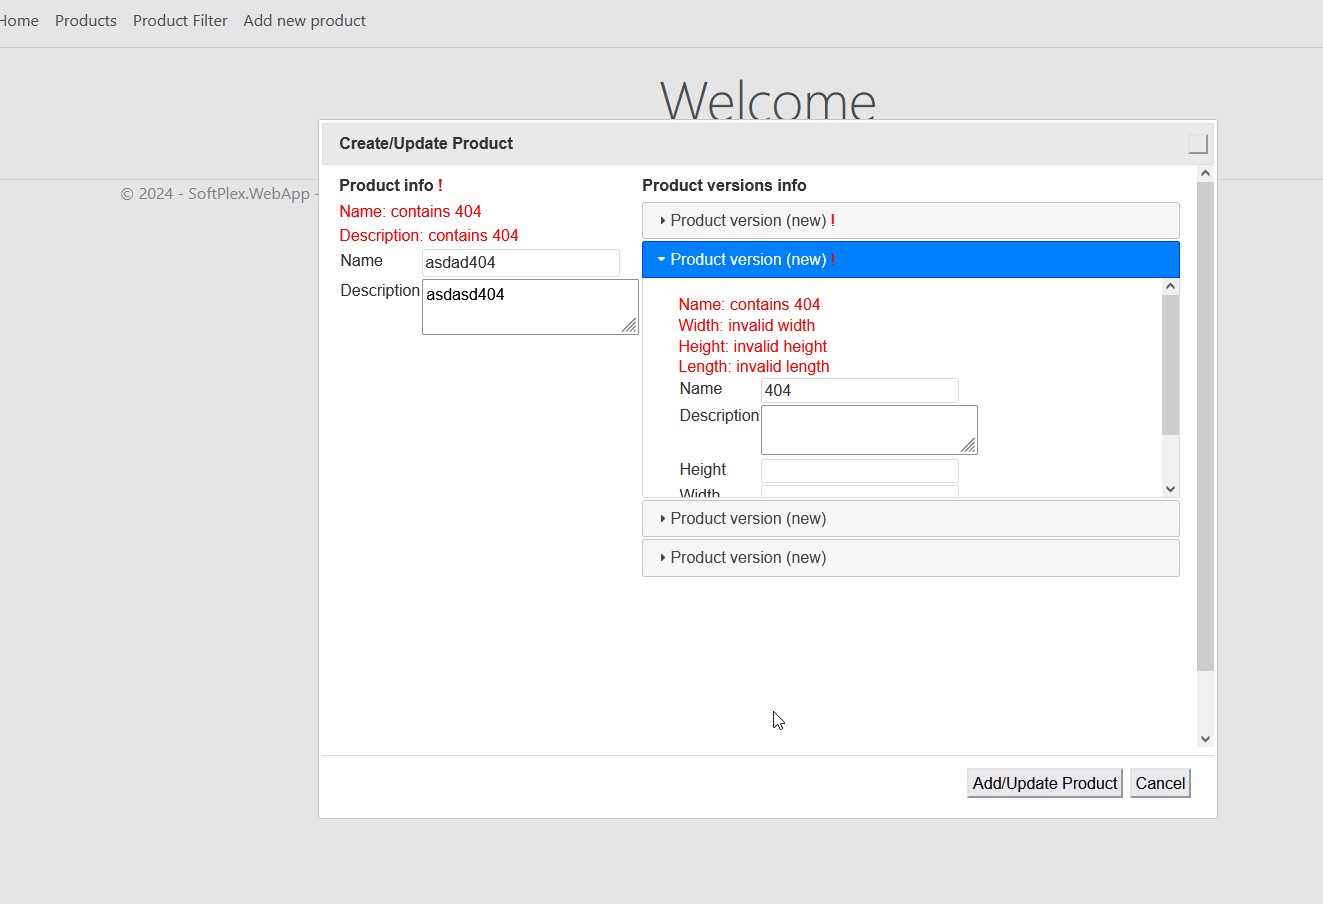 Home Products Product Filter Add new product
Welcome
Create/Update Product
© 2024 - SoftPlex.WebApp -
Product info !
Name: contains 404
Description: contains 404
Name asdad404
Description asdasd404
Product versions info
Product version (new) !
Product version (new) !
Name: contains 404
Width: invalid width
Height: invalid height
Length: invalid length
Name 404
Description
Height
Width
Product version (new)
Product version (new)
Add/Update Product Cancel